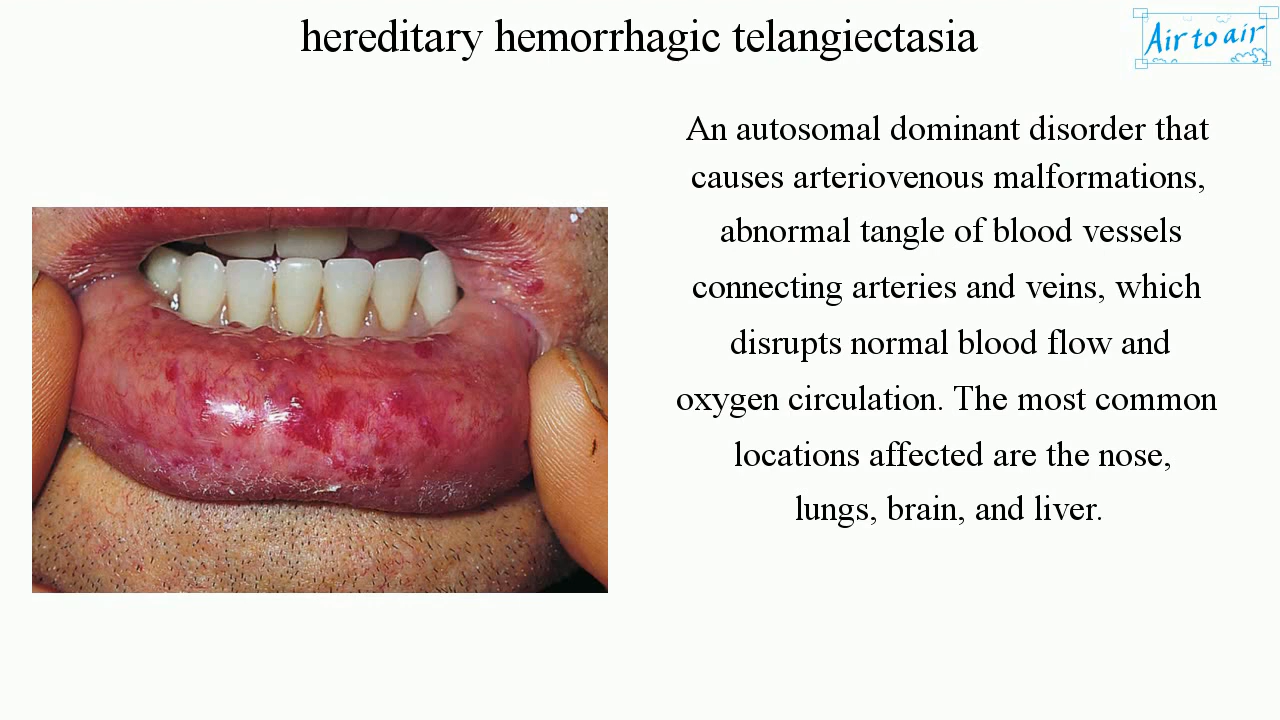 hereditary hemorrhagic telangiectasia
Air to air
An autosomal dominant disorder that
causes arteriovenous malformations,
abnormal tangle of blood vessels
connecting arteries and veins, which
disrupts normal blood flow and
oxygen circulation. The most common
locations affected are the nose,
lungs, brain, and liver.